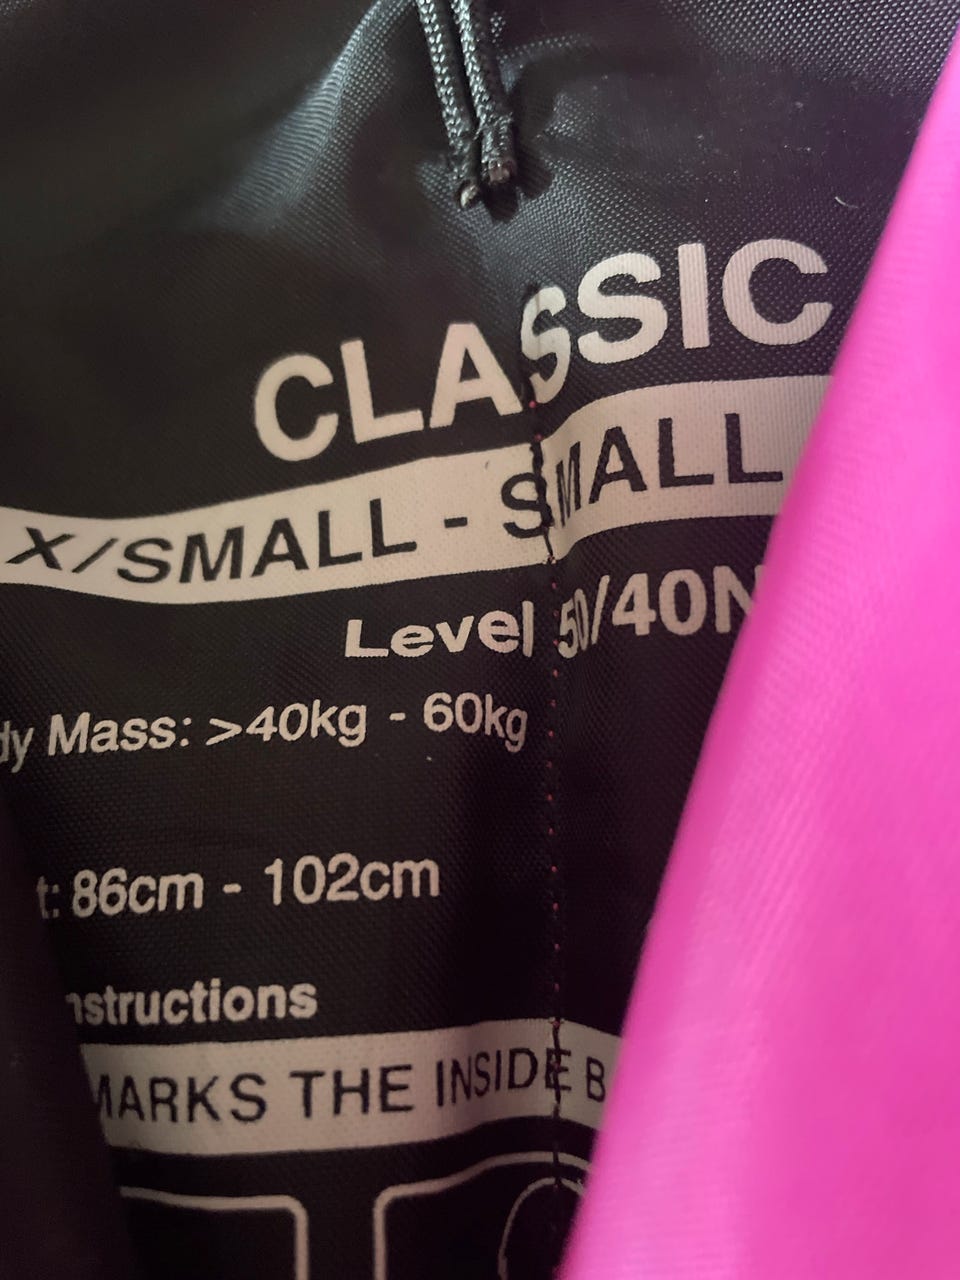 CLASSIC
X/SMALL - SMALL
Level 50/40N
dy Mass: >40kg - 60kg
t: 86cm - 102cm
nstructions
MARKS THE INSIDE B